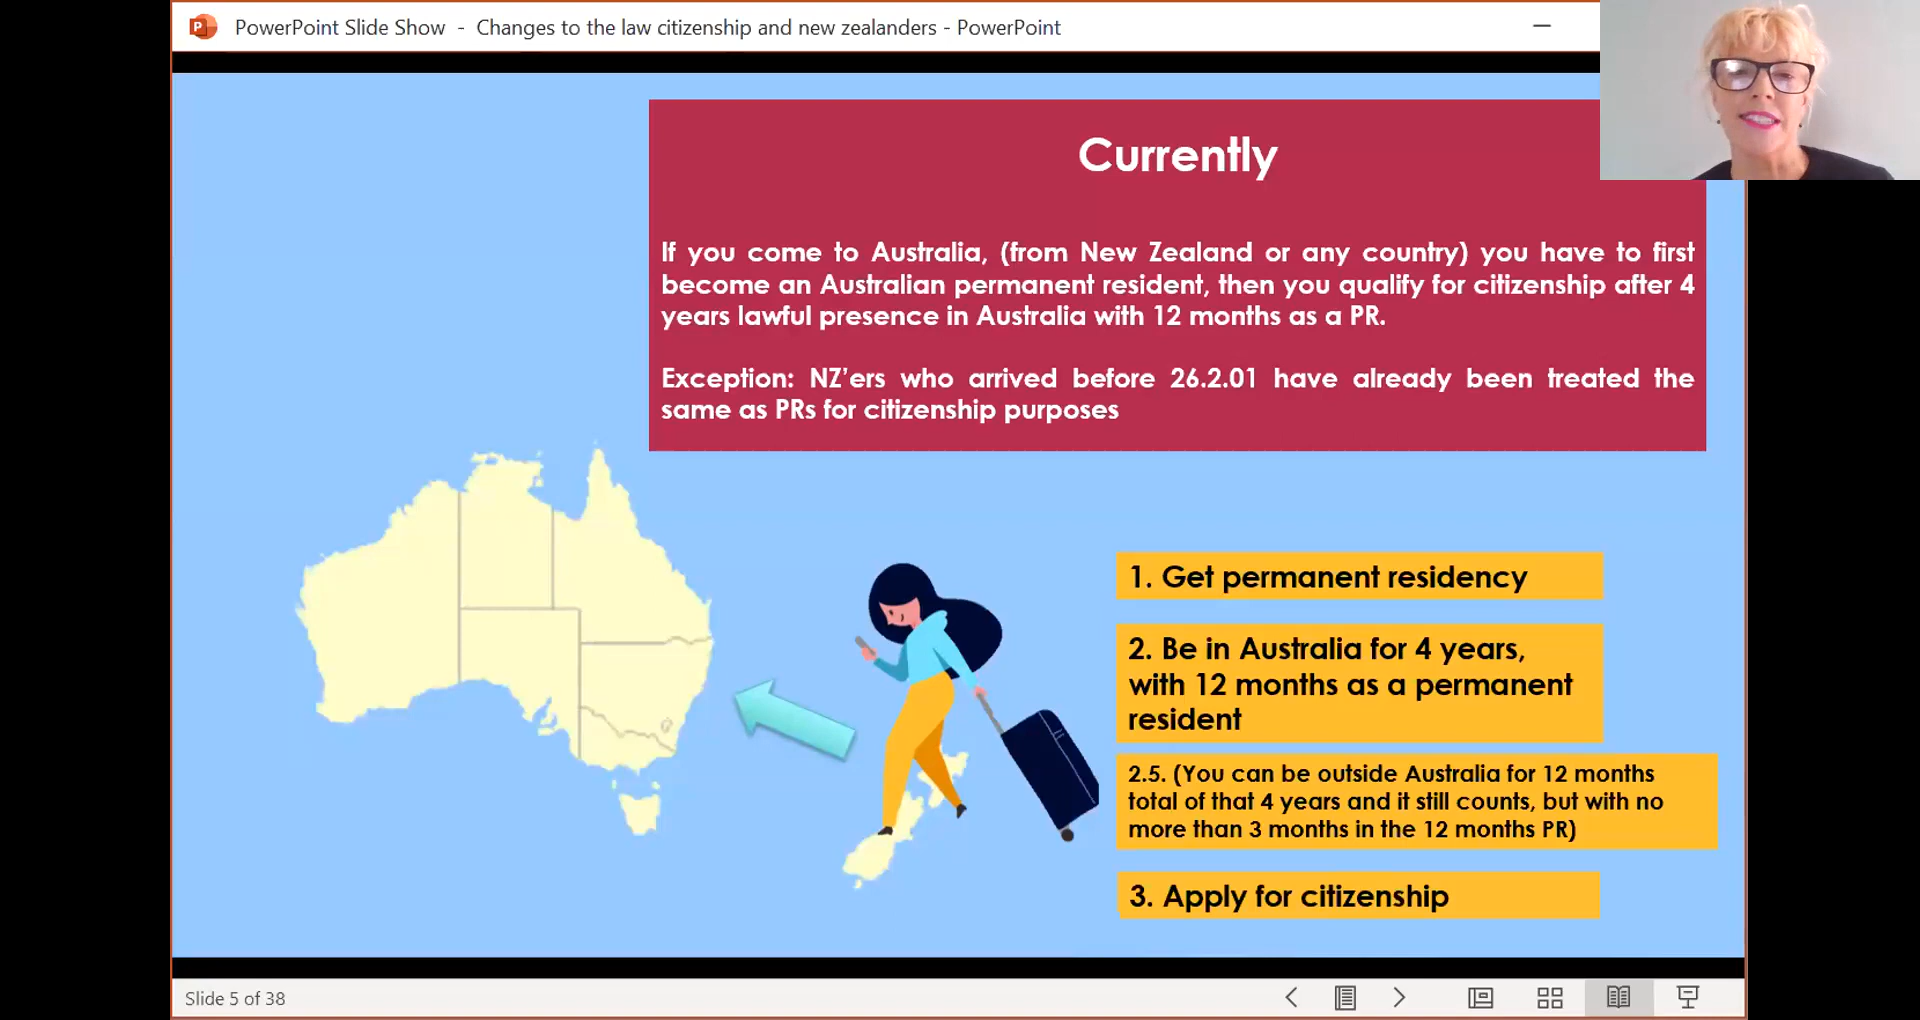 PowerPoint Slide Show - Changes to the law citizenship and new zealanders - PowerPoint
Currently
If you come to Australia, (from New Zealand or any country) you have to first
become an Australian permanent resident, then you qualify for citizenship after 4
years lawful presence in Australia with 12 months as a PR.
Exception: NZ'ers who arrived before 26.2.01 have already been treated the
same as PRs for citizenship purposes
1. Get permanent residency
2. Be in Australia for 4 years,
with 12 months as a permanent
resident
2.5. (You can be outside Australia for 12 months
total of that 4 years and it still counts, but with no
more than 3 months in the 12 months PR)
3. Apply for citizenship
Slide 5 of 38